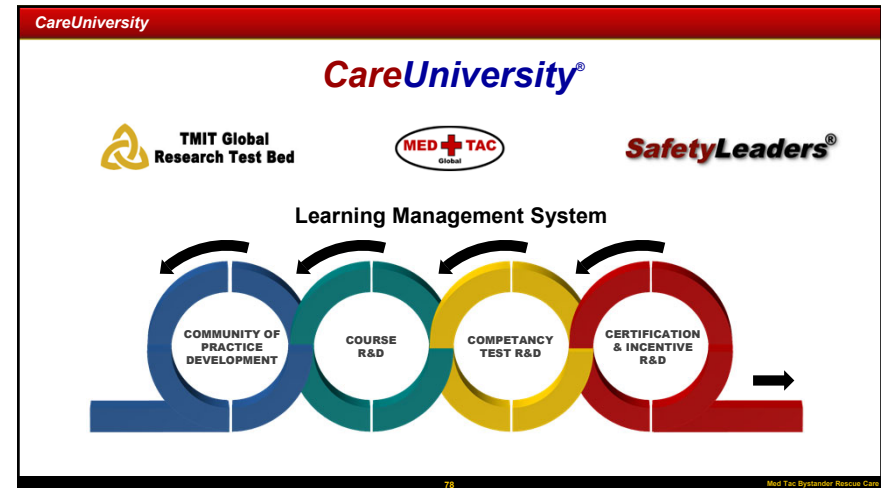 CareUniversity
CareUniversity®
TMIT Global
Research Test Bed
MED TAC
Global
SafetyLeaders®
Learning Management System
COMMUNITY OF
PRACTICE
DEVELOPMENT
COURSE
R&D
COMPETANCY
TEST R&D
CERTIFICATION
& INCENTIVE
R&D
78
Med Tac Bystander Rescue Care